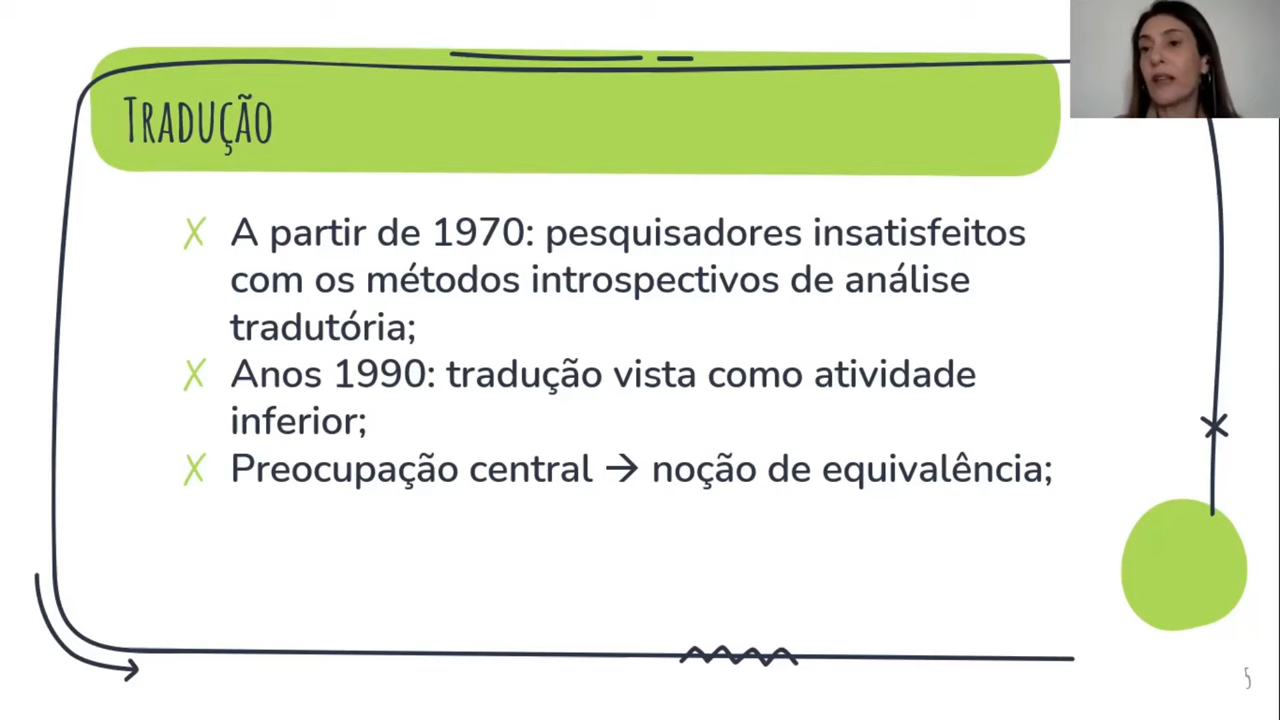 Tradução
X A partir de 1970: pesquisadores insatisfeitos
com os métodos introspectivos de análise
tradutória;
X Anos 1990: tradução vista como atividade
inferior;
X Preocupação central → noção de equivalência;
5